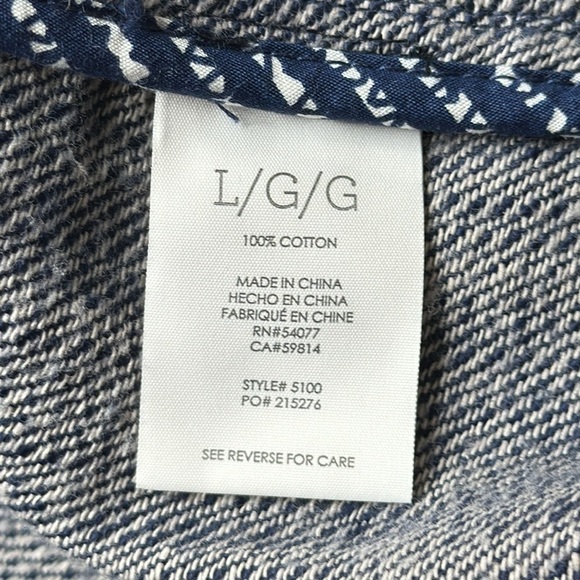 L/G/G
100% COTTON
MADE IN CHINA
HECHO EN CHINA
FABRIQUÉ EN CHINE
RN#54077
CA#59814
STYLE# 5100
PO# 215276
SEE REVERSE FOR CARE